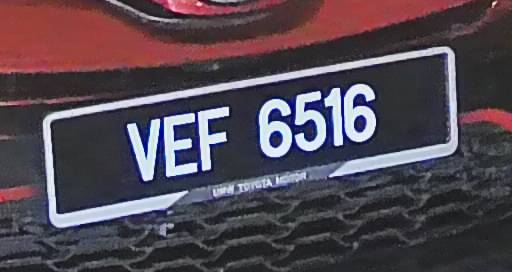 VEF 6516
UMW TOYOTA MOTOR